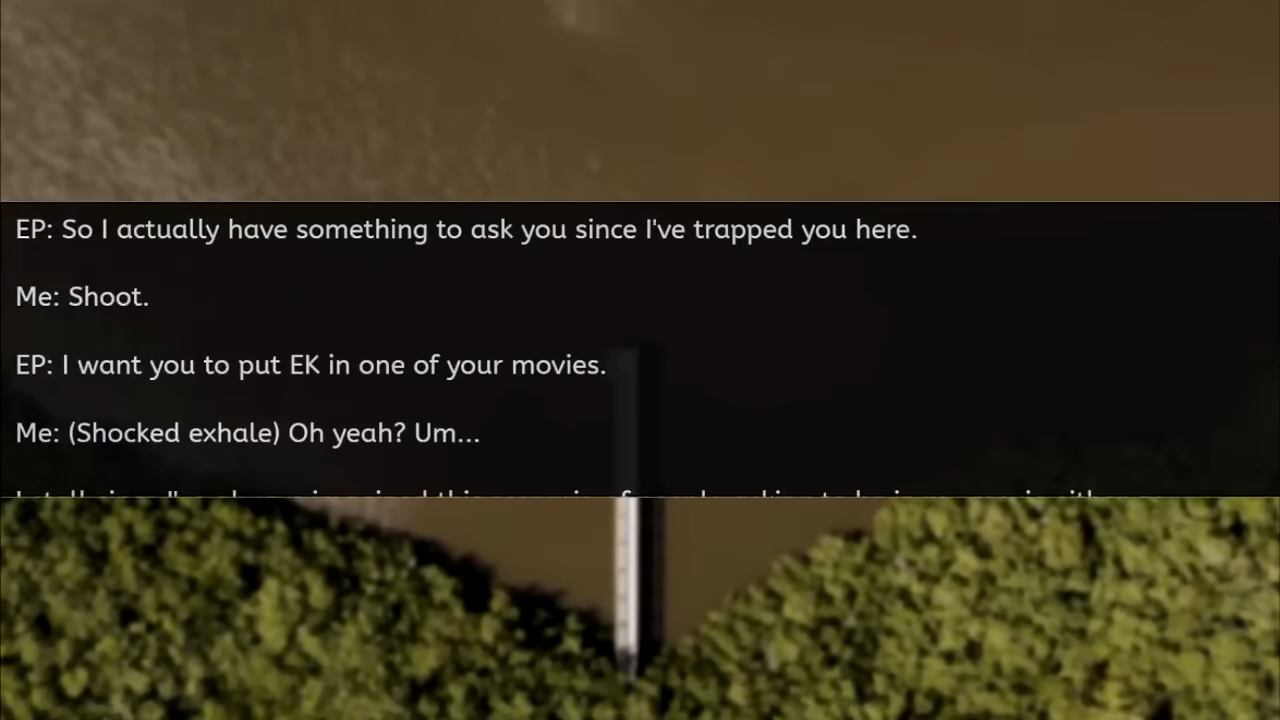 EP: So I actually have something to ask you since I've trapped you here.
Me: Shoot.
EP: I want you to put EK in one of your movies.
Me: (Shocked exhale) Oh yeah? Um...